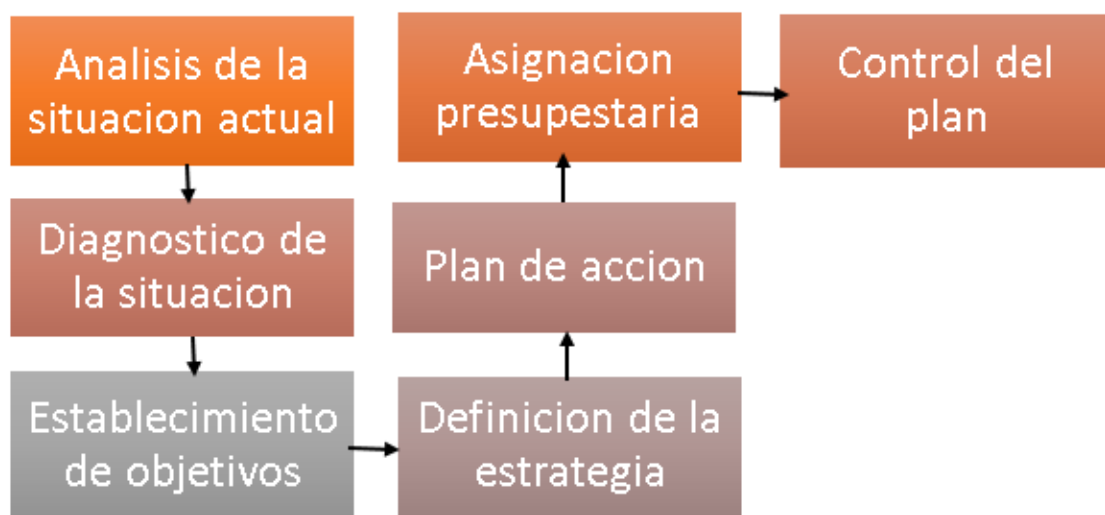 Analisis de la
situacion actual
Diagnostico de
la situacion
Establecimiento
de objetivos
Definicion de la
estrategia
Plan de accion
Asignacion
presupestaria
Control del
plan